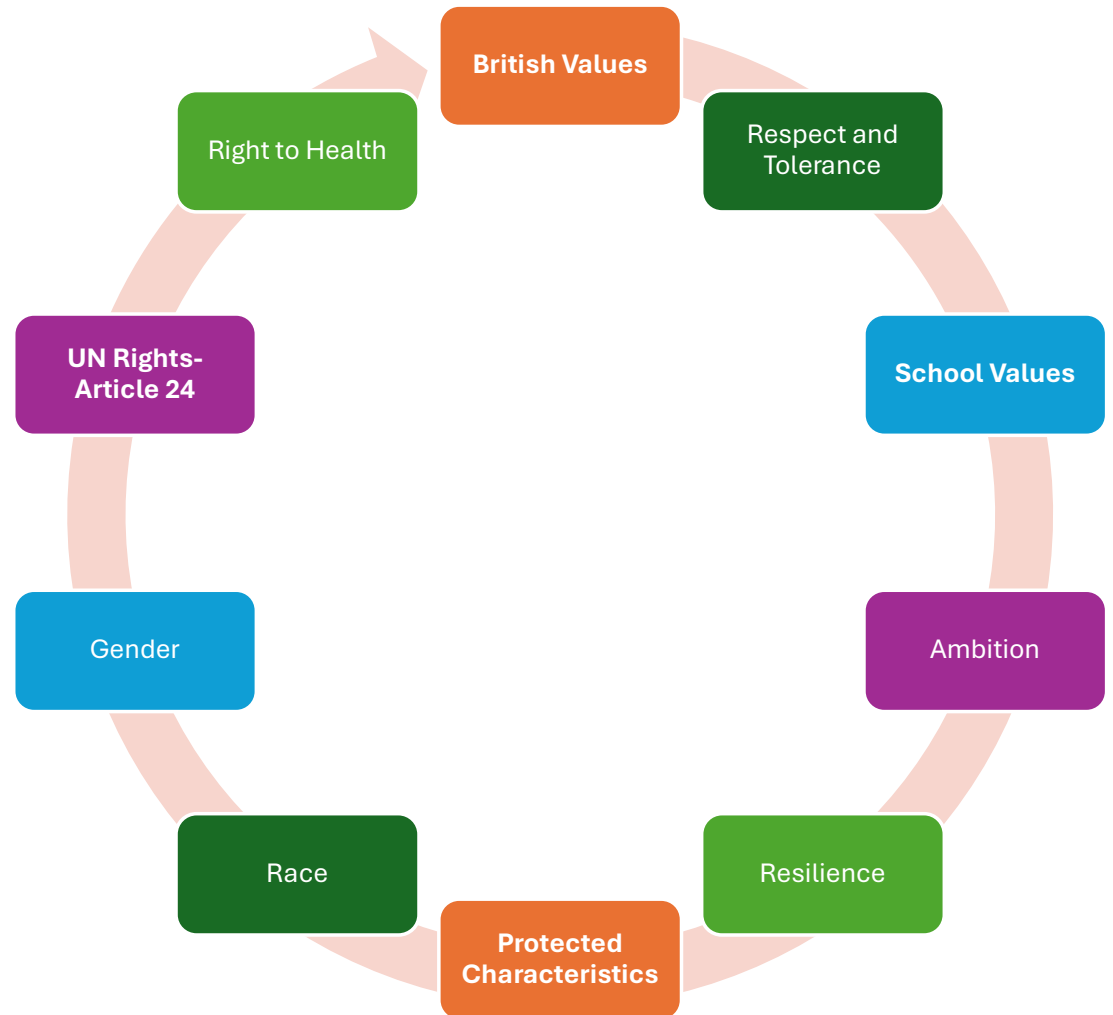 British Values
Respect and
Tolerance
School Values
Ambition
Resilience
Protected
Characteristics
Race
Gender
UN Rights-
Article 24
Right to Health